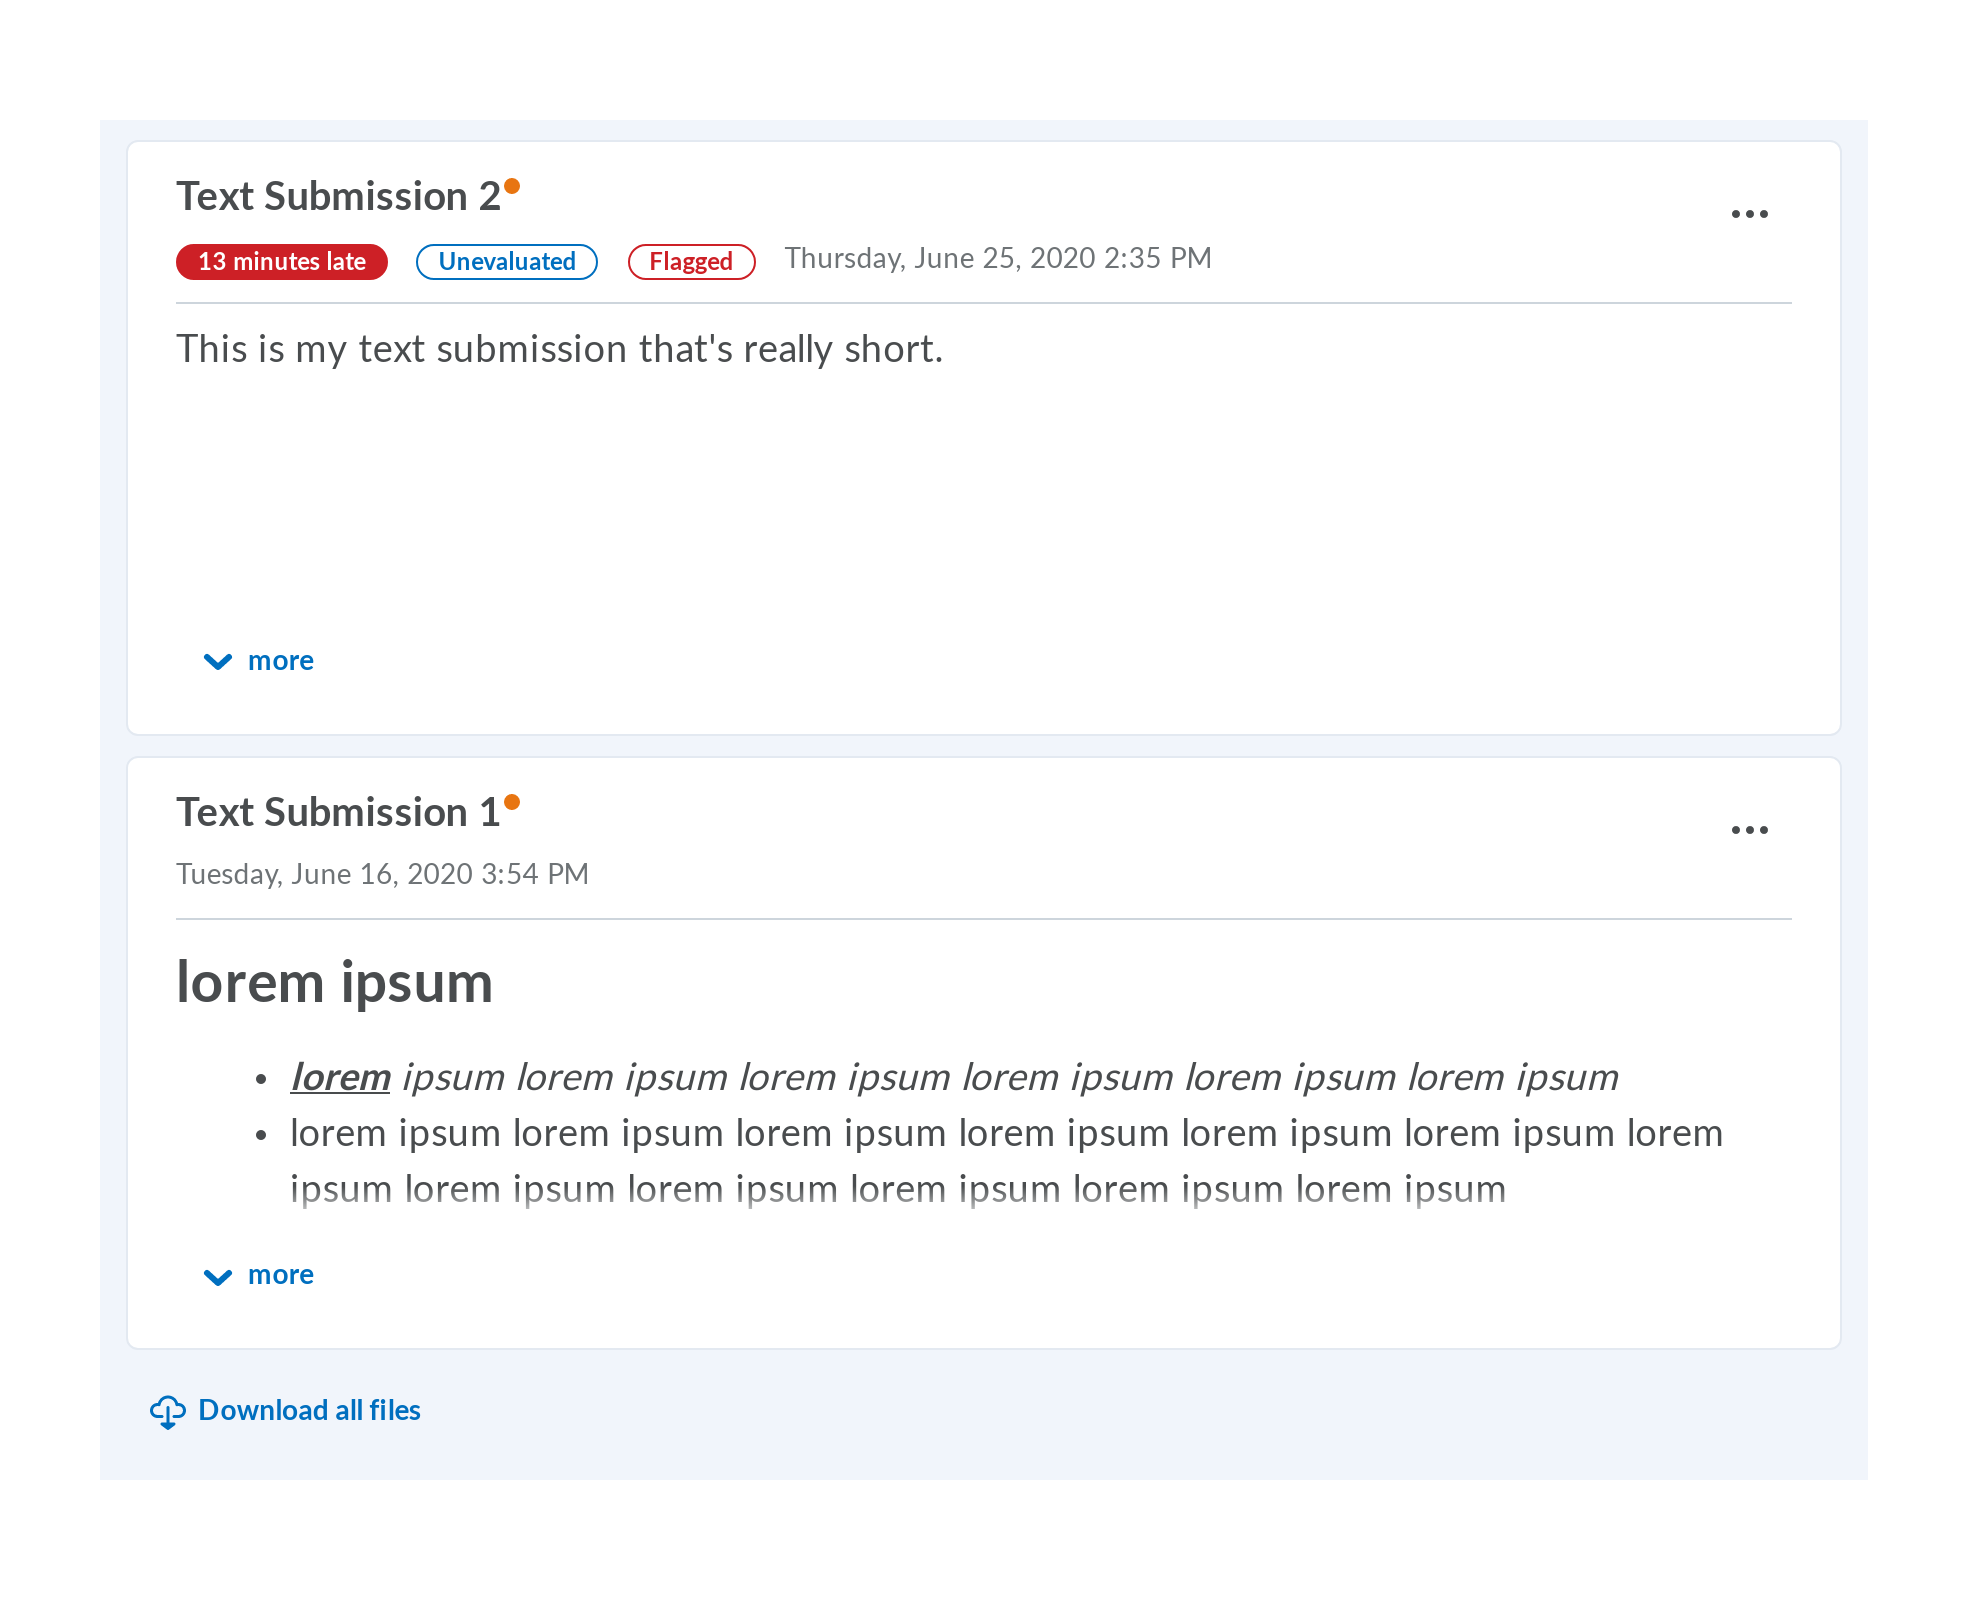 Text Submission 2
13 minutes late Unevaluated Flagged Thursday, June 25, 2020 2:35 PM
This is my text submission that's really short.
more
Text Submission 1
Tuesday, June 16, 2020 3:54 PM
lorem ipsum
• lorem ipsum lorem ipsum lorem ipsum lorem ipsum lorem ipsum lorem ipsum
• lorem ipsum lorem ipsum lorem ipsum lorem ipsum lorem ipsum lorem ipsum lorem
ipsum lorem ipsum lorem ipsum lorem ipsum lorem ipsum lorem ipsum
more
Download all files